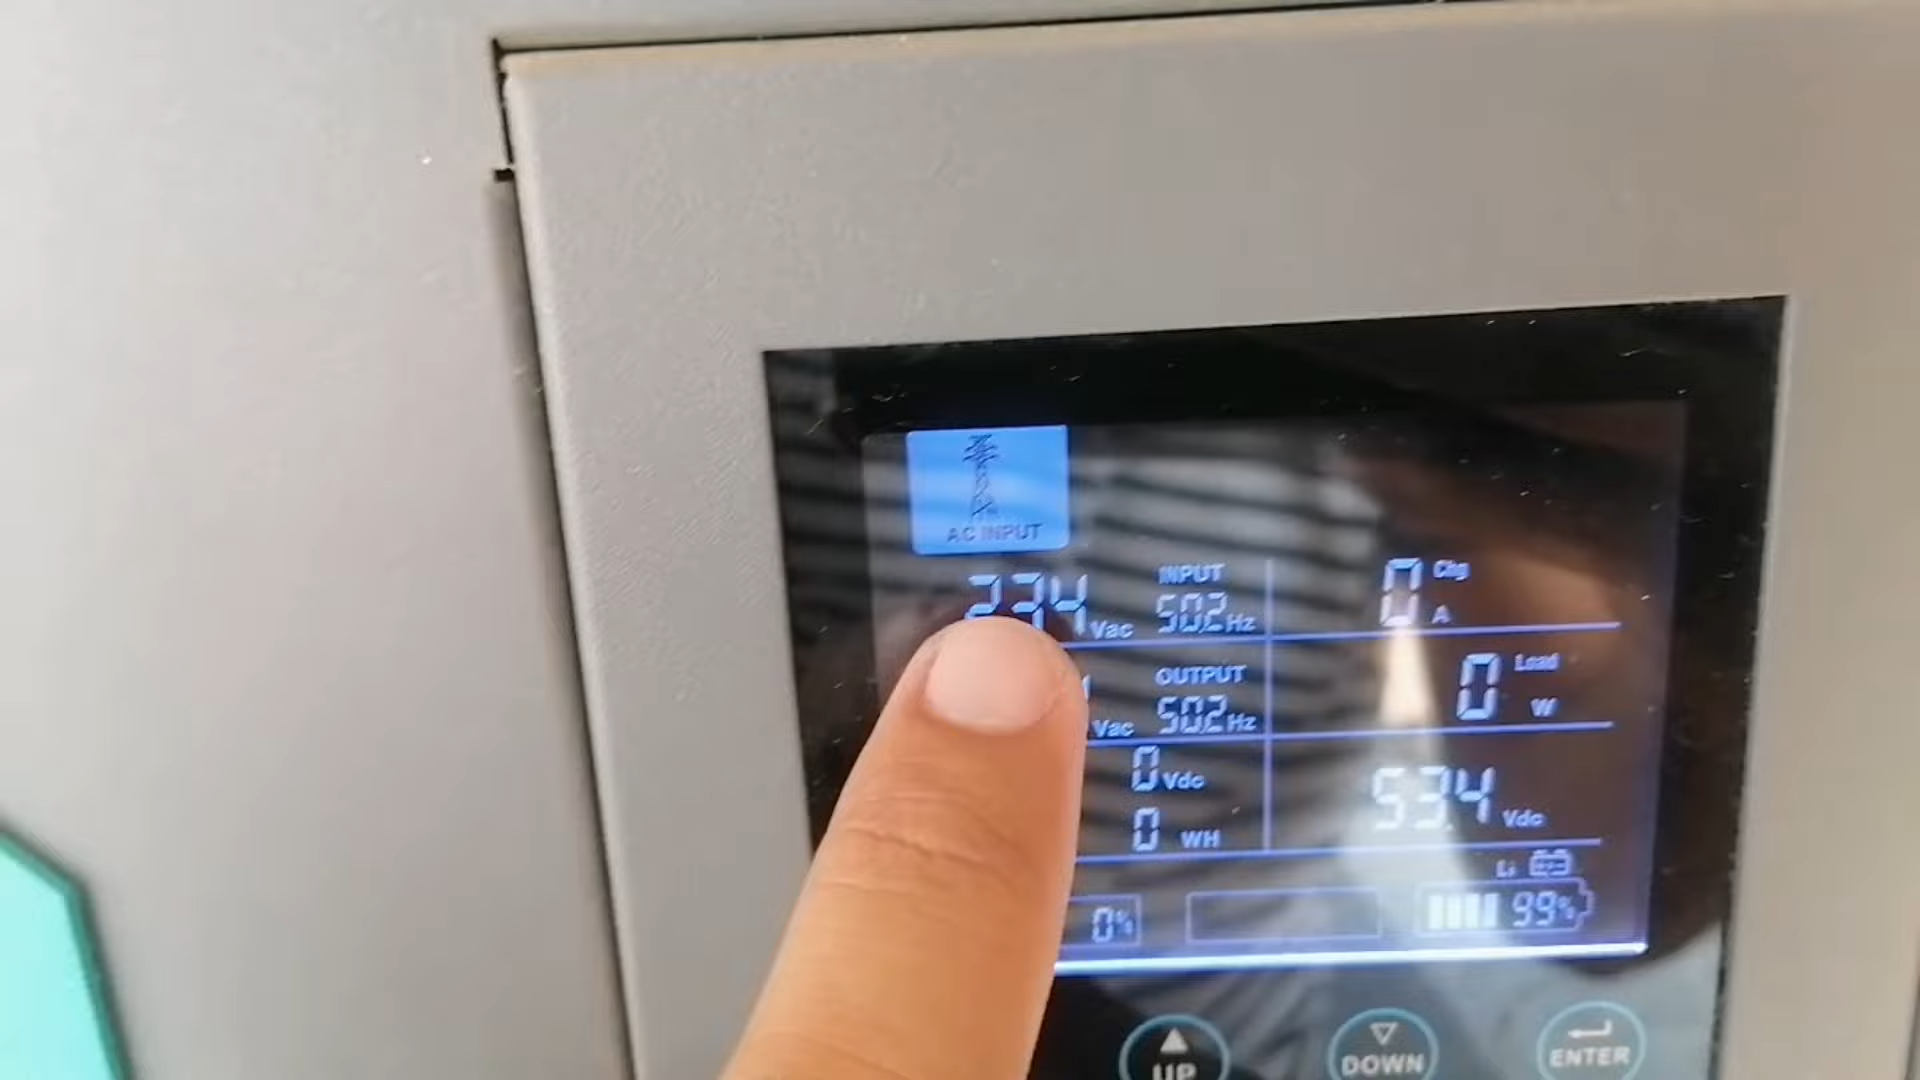 AC INPUT
234 Vac INPUT 50.2 Hz 0 Chg A
Vac OUTPUT 50.2 Hz 0 Load W
0 Vdc
0 WH
53.4 Vdc
Li
0% 99%
UP DOWN ENTER